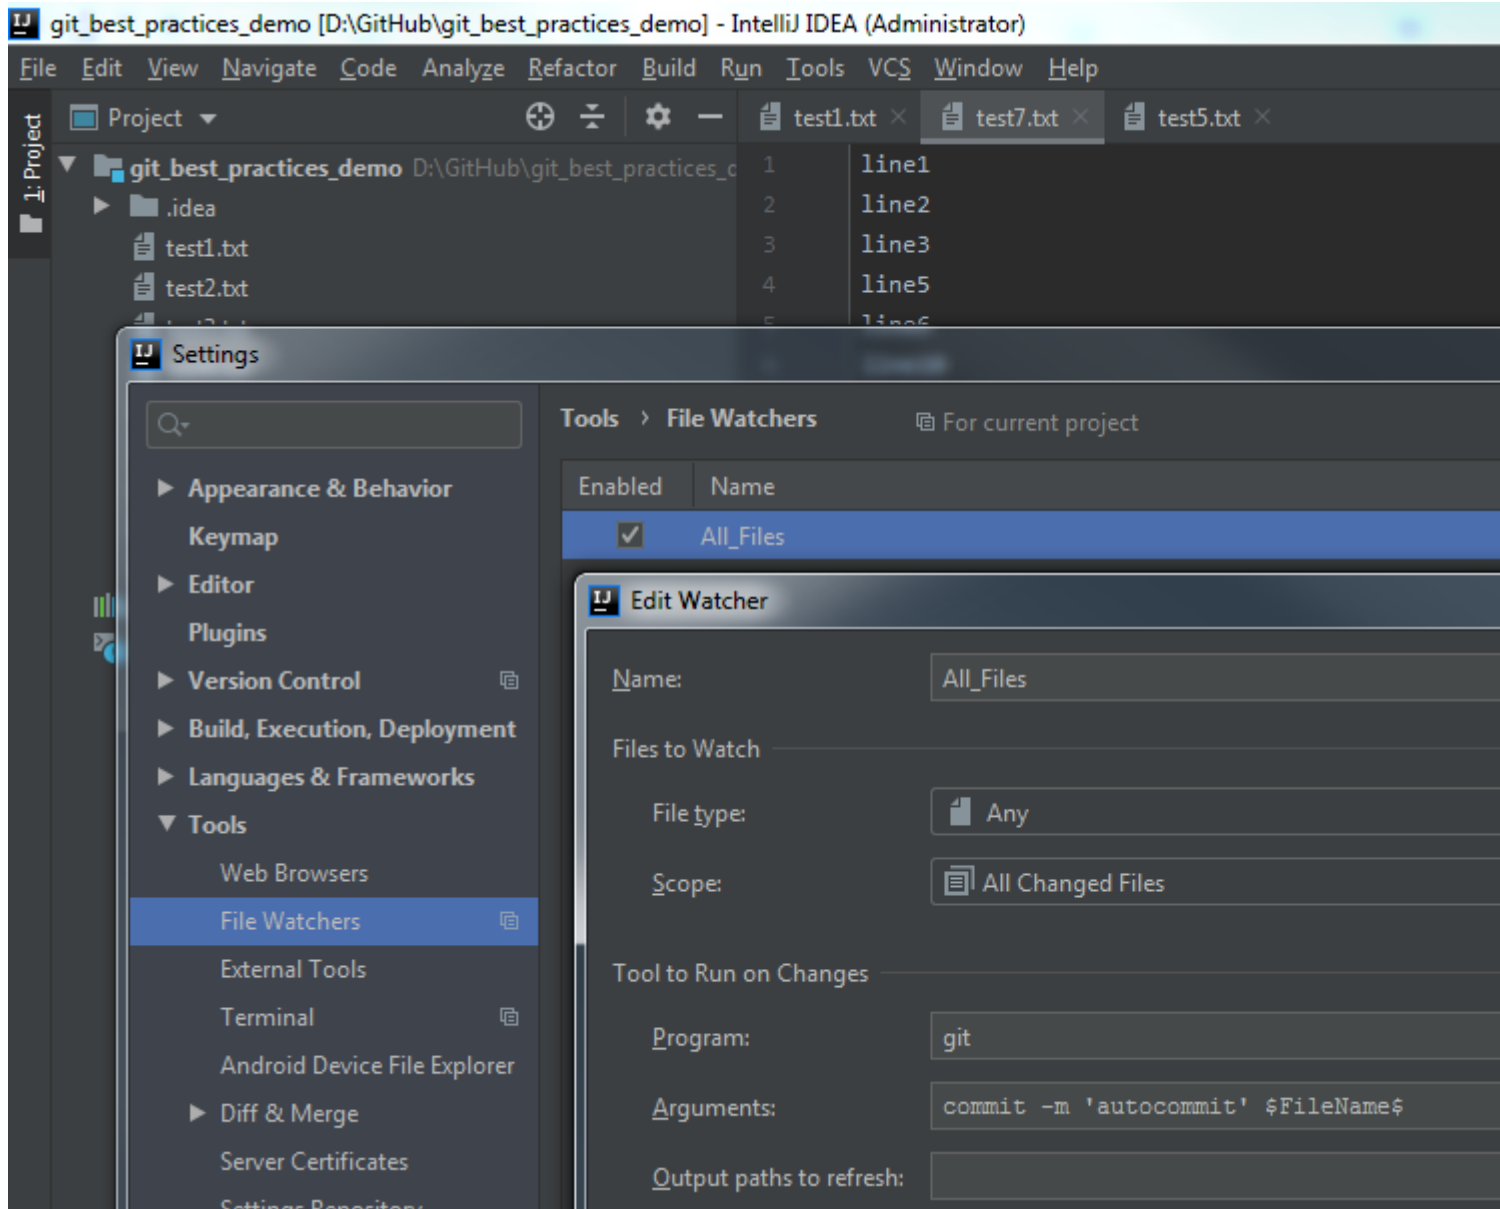 git_best_practices_demo [D:\GitHub\git_best_practices_demo] - IntelliJ IDEA (Administrator)
File Edit View Navigate Code Analyze Refactor Build Run Tools VCS Window Help
1: Project
Project
test1.txt test7.txt test5.txt
git_best_practices_demo D:\GitHub\git_best_practices_d
.idea
test1.txt
test2.txt
1 line1
2 line2
3 line3
4 line5
line6
Settings
Appearance & Behavior
Keymap
Editor
Plugins
Version Control
Build, Execution, Deployment
Languages & Frameworks
Tools
Web Browsers
File Watchers
External Tools
Terminal
Android Device File Explorer
Diff & Merge
Server Certificates
Settings Repository
Tools › File Watchers For current project
Enabled Name
All_Files
Edit Watcher
Name: All_Files
Files to Watch
File type: Any
Scope: All Changed Files
Tool to Run on Changes
Program: git
Arguments: commit -m 'autocommit' $FileName$
Output paths to refresh: